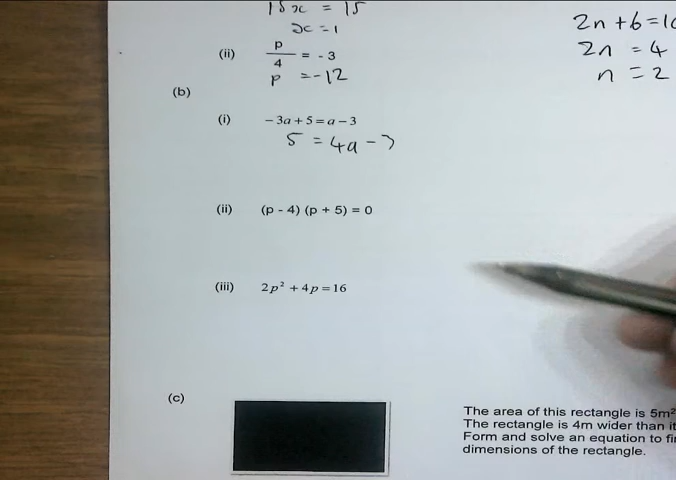 15x = 15
x = 1
(ii) p/4 = - 3
p = -12
2n + 6 = 10
2n = 4
n = 2
(b)
(i) - 3a + 5 = a - 3
5 = 4a - 3
(ii) (p - 4) (p + 5) = 0
(iii) 2p² + 4p = 16
(c)
The area of this rectangle is 5m²
The rectangle is 4m wider than
Form and solve an equation to
dimensions of the rectangle.